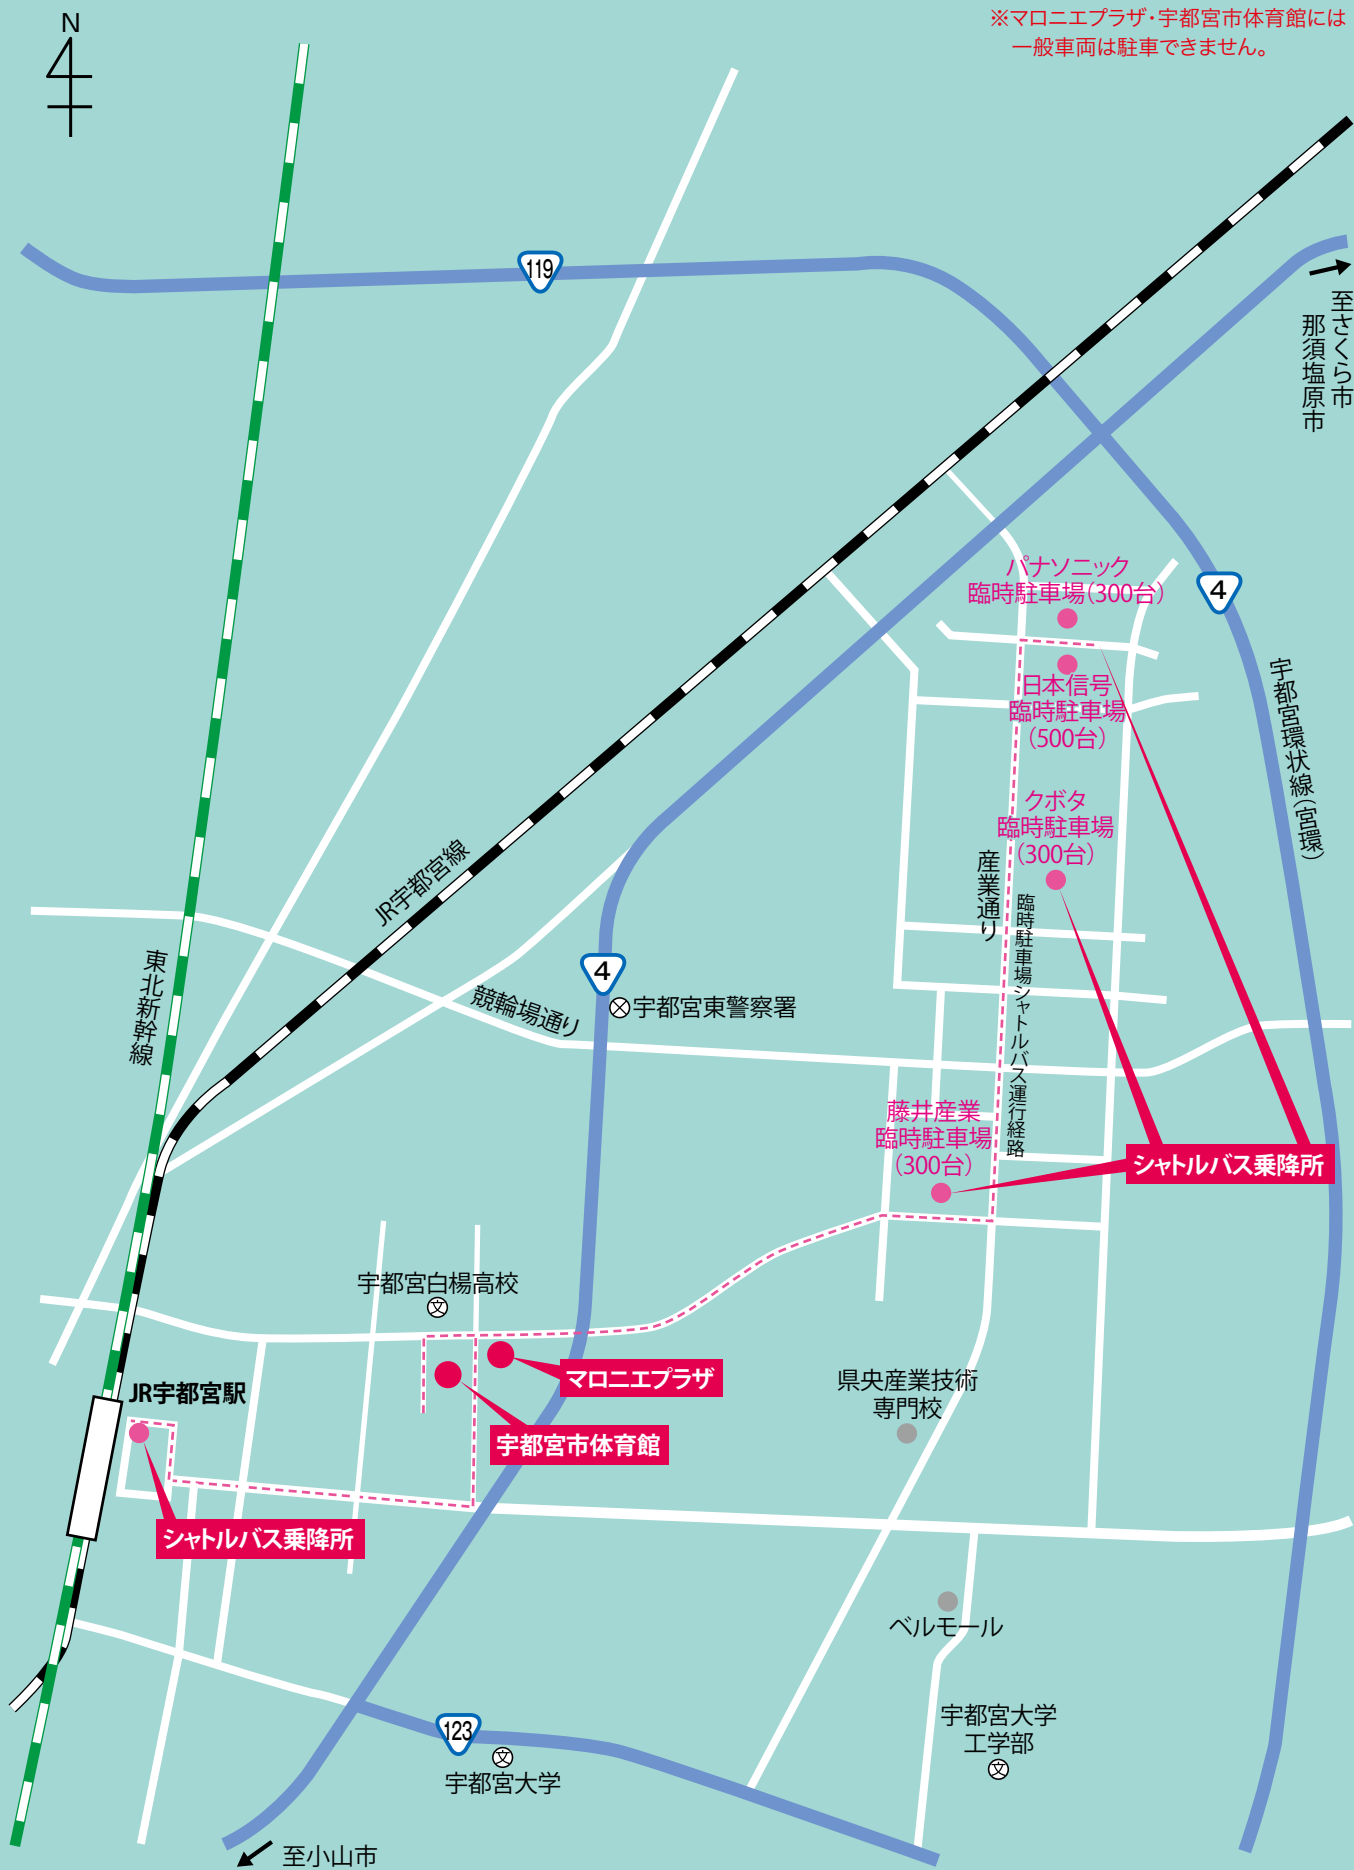 ※マロニエプラザ・宇都宮市体育館には
一般車両は駐車できません。
N
119
至さくら市
那須塩原市
パナソニック
臨時駐車場（300台）
4
日本信号
臨時駐車場
（500台）
宇都宮環状線（宮環）
クボタ
臨時駐車場
（300台）
産業通り
臨時駐車場シャトルバス運行経路
JR宇都宮線
東北新幹線
4
競輪場通り
宇都宮東警察署
藤井産業
臨時駐車場
（300台）
シャトルバス乗降所
宇都宮白楊高校
文
マロニエプラザ
JR宇都宮駅
宇都宮市体育館
県央産業技術
専門校
シャトルバス乗降所
ベルモール
宇都宮大学
工学部
文
123
文
宇都宮大学
至小山市